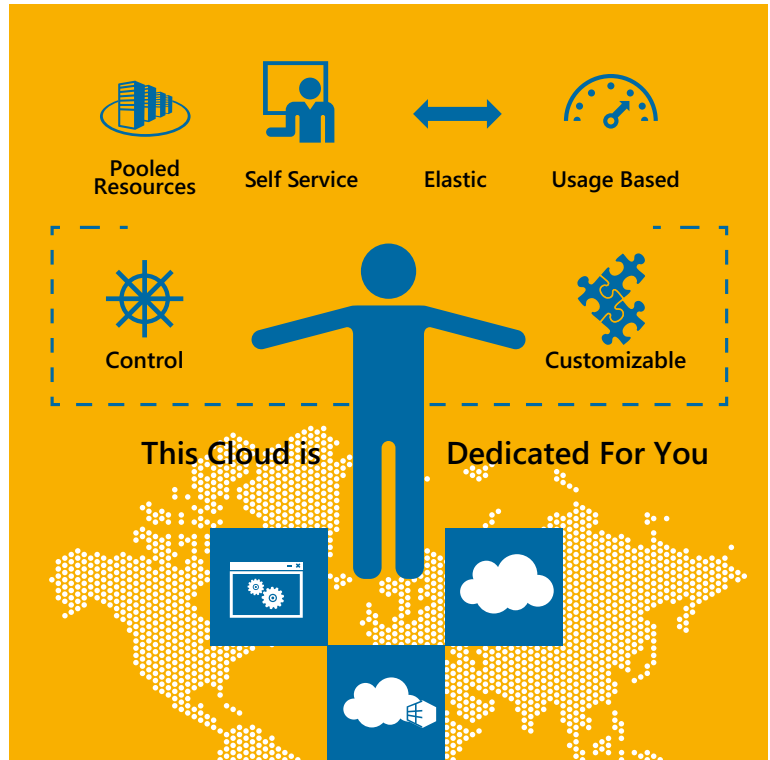 Pooled
Resources
Self Service
Elastic
Usage Based
Control
Customizable
This Cloud is
Dedicated For You